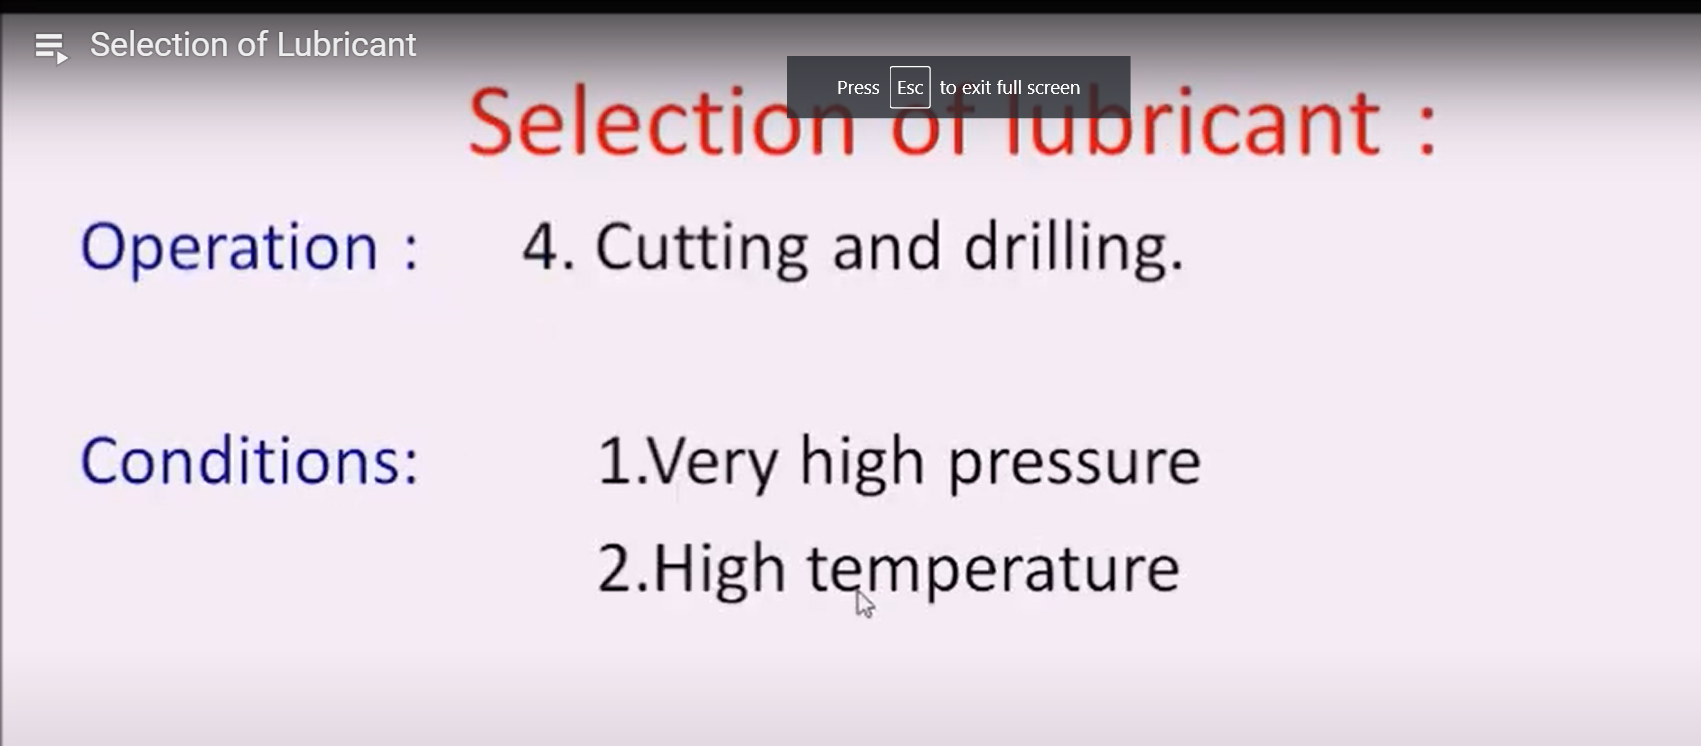 Selection of Lubricant
Press Esc to exit full screen
Selection of lubricant :
Operation : 4. Cutting and drilling.
Conditions: 1.Very high pressure
2.High temperature